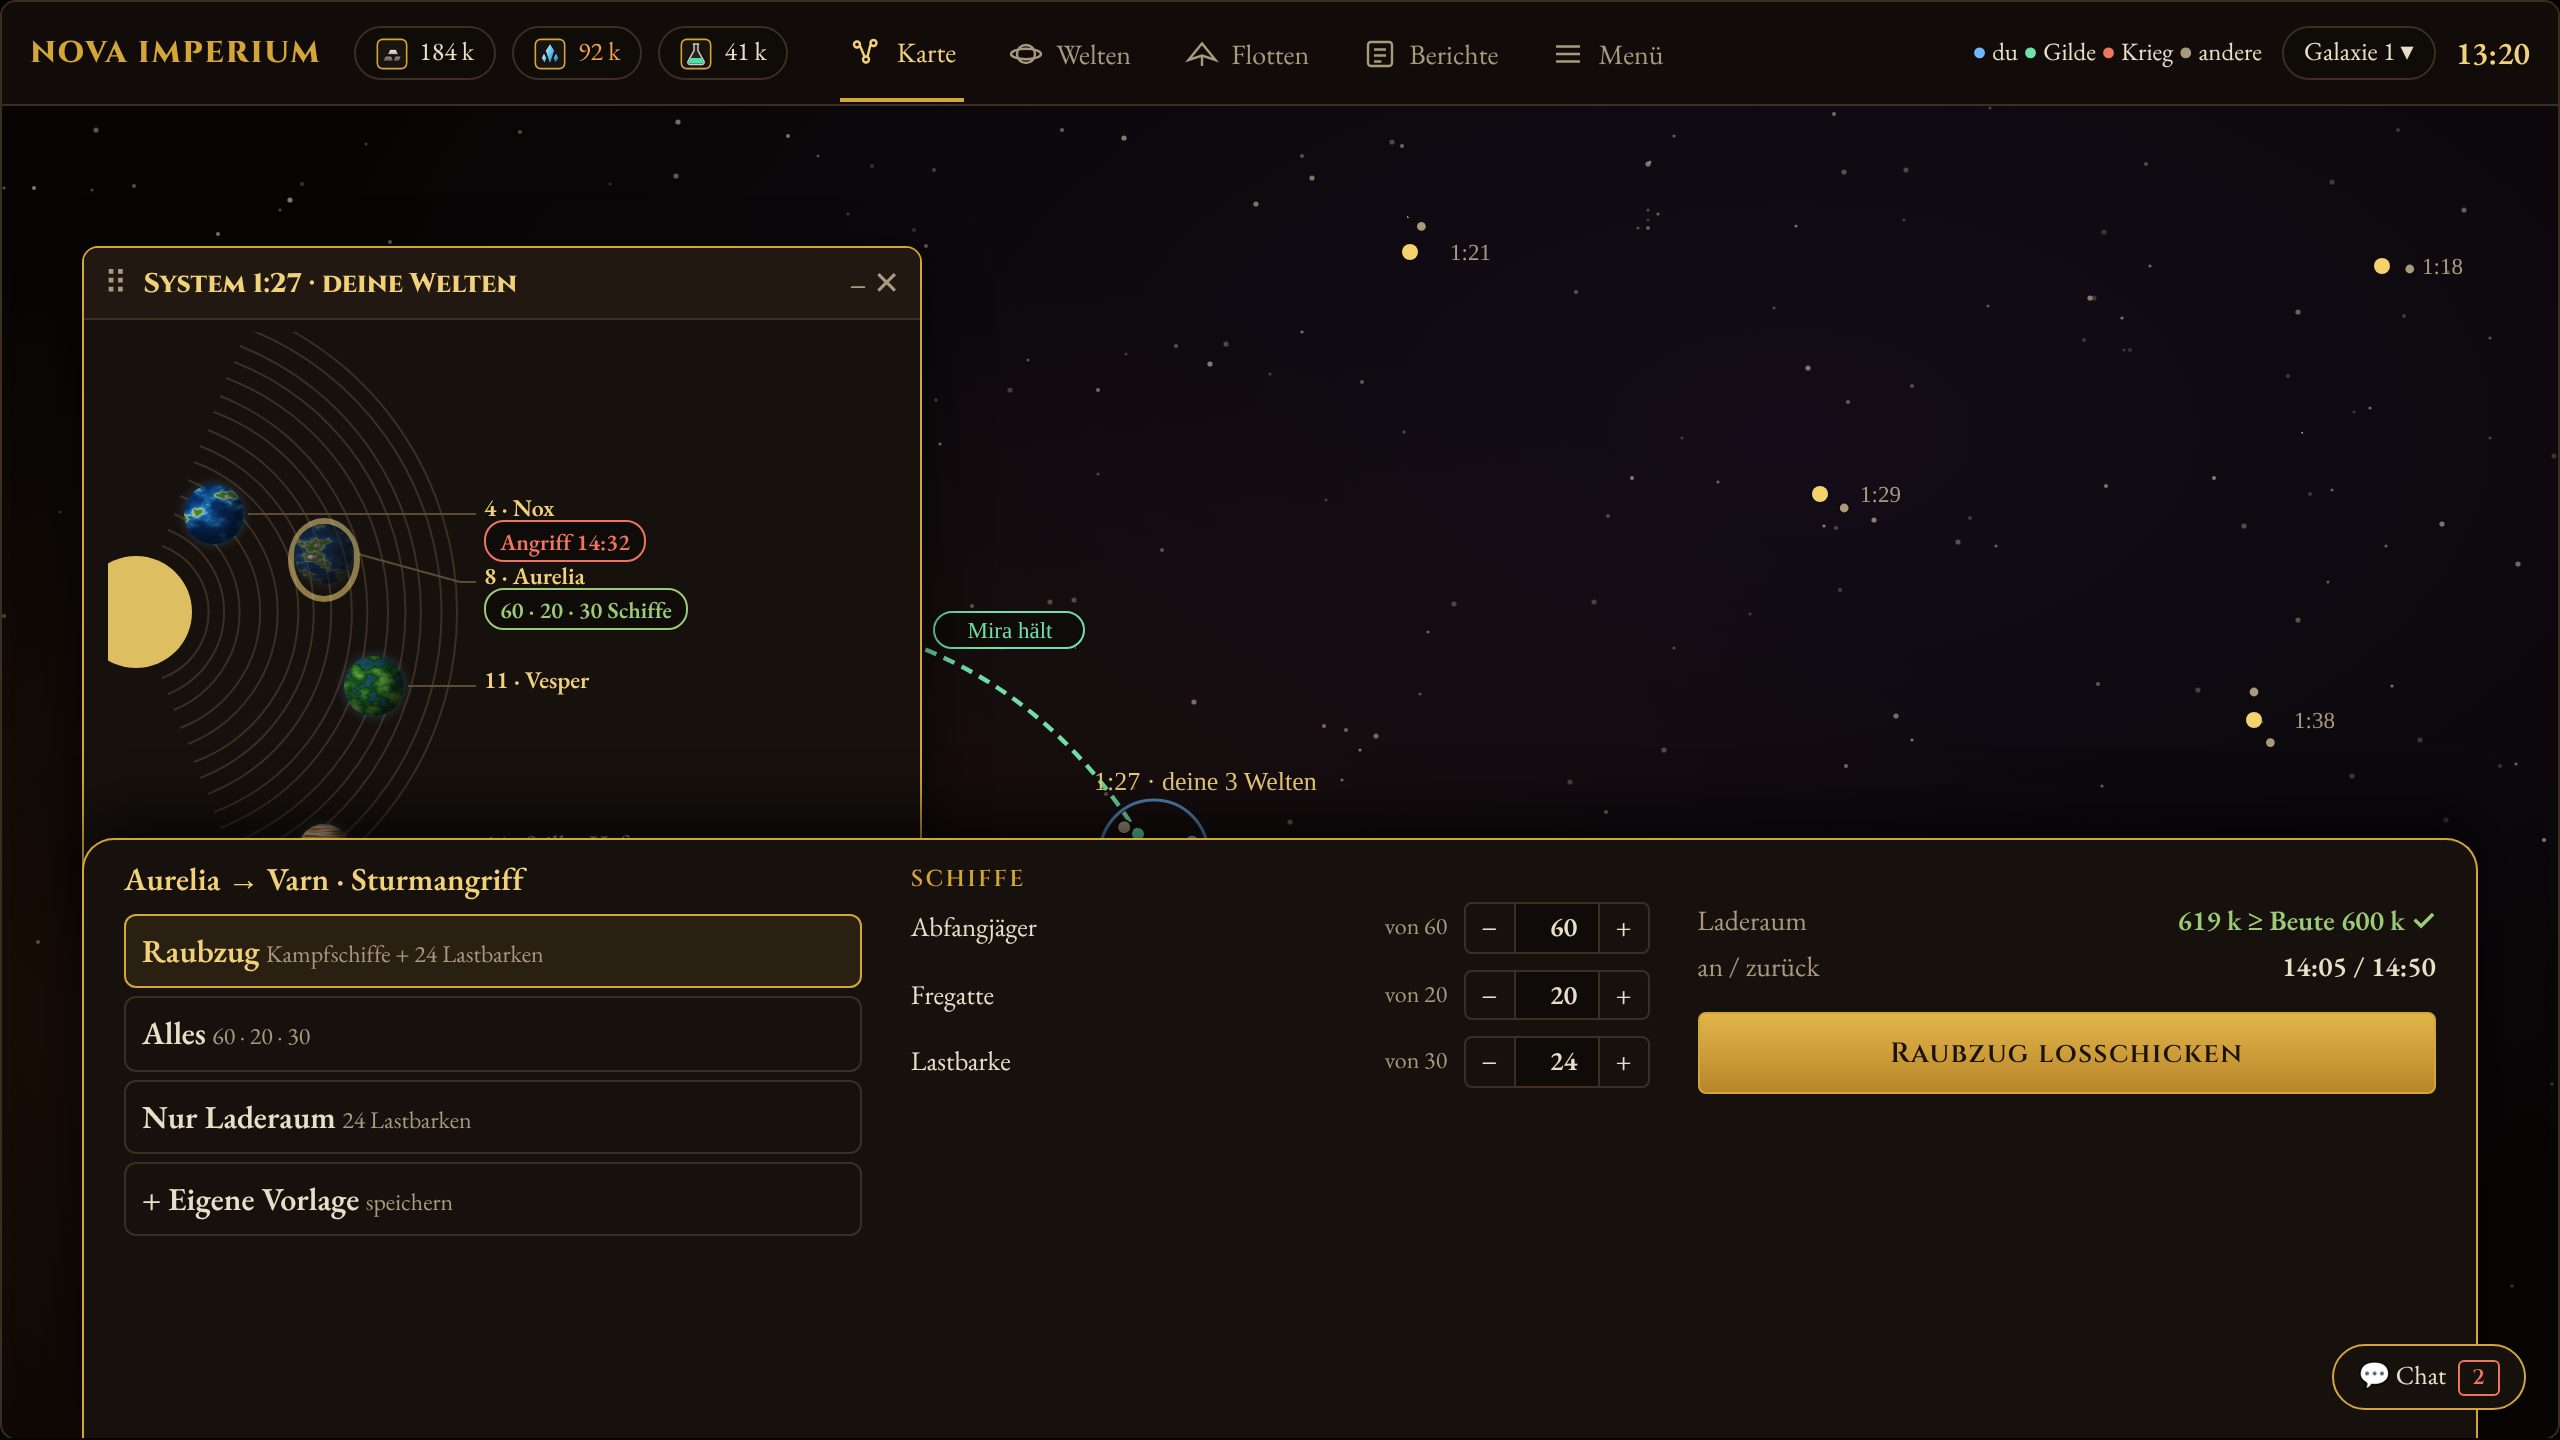 NOVA IMPERIUM 184 k 92 k 41 k Karte Welten Flotten Berichte Menü du Gilde Krieg andere Galaxie 1 ▾ 13:20
1:21
1:18
System 1:27 · deine Welten – ✕
1:29
4 · Nox
Angriff 14:32
8 · Aurelia
60 · 20 · 30 Schiffe
Mira hält
11 · Vesper
1:38
1:27 · deine 3 Welten
Aurelia → Varn · Sturmangriff
Raubzug Kampfschiffe + 24 Lastbarken
Alles 60 · 20 · 30
Nur Laderaum 24 Lastbarken
+ Eigene Vorlage speichern
SCHIFFE
Abfangjäger von 60 – 60 +
Fregatte von 20 – 20 +
Lastbarke von 30 – 24 +
Laderaum 619 k ≥ Beute 600 k ✓
an / zurück 14:05 / 14:50
Raubzug losschicken
💬 Chat 2